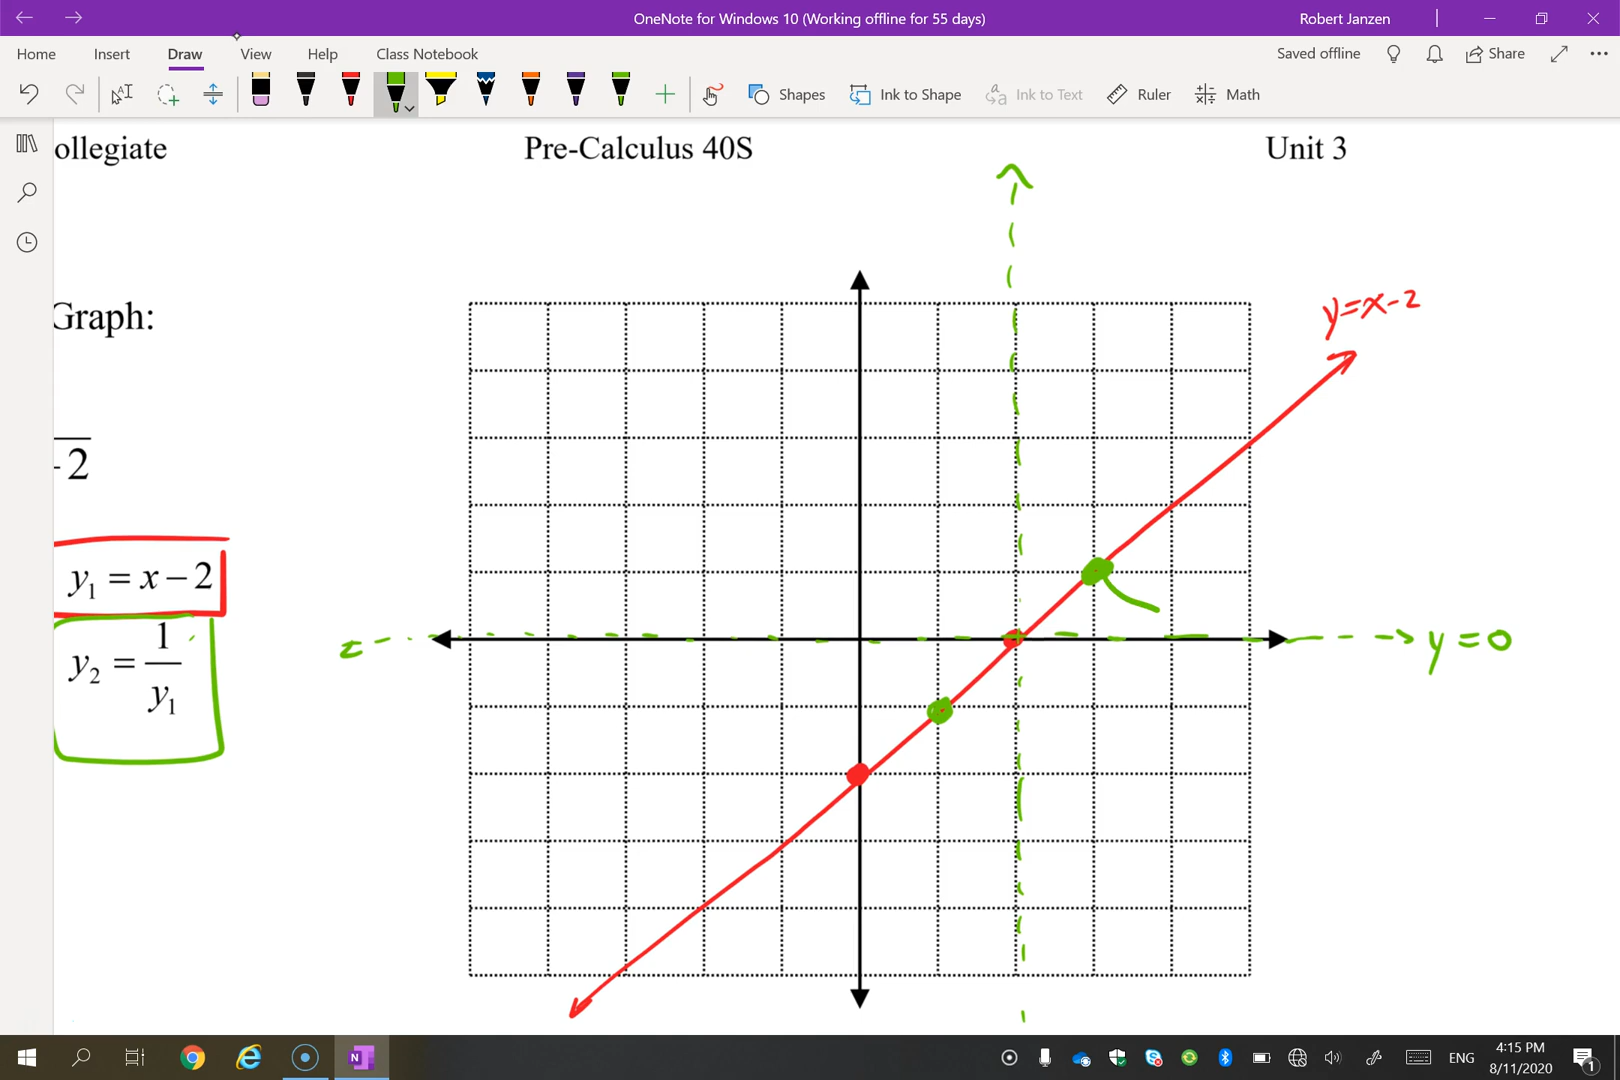 OneNote for Windows 10 (Working offline for 55 days)
Robert Janzen
Home Insert Draw View Help Class Notebook
Saved offline Share
Shapes Ink to Shape Ink to Text Ruler Math
ollegiate Pre-Calculus 40S Unit 3
Graph:
y=x-2
- 2
y₁ = x – 2
y₂ = 1/y₁
y=0
ENG
4:15 PM
8/11/2020
1